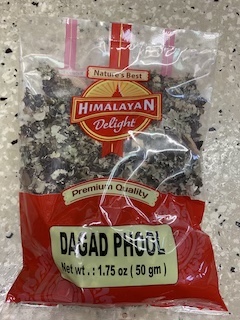 Nature's Best
HIMALAYAN
Delight
Premium Quality
DAGAD PHOOL
Net wt . : 1.75 oz ( 50 gm )